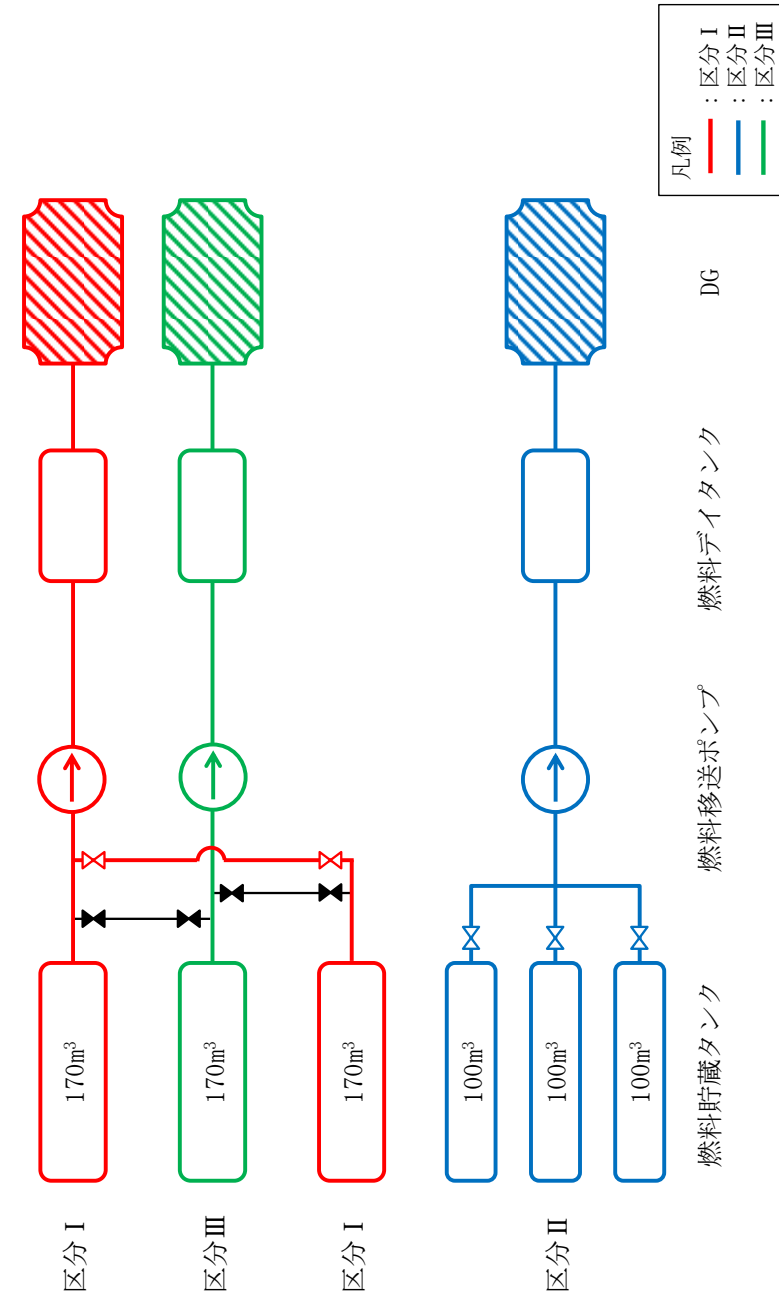 区分Ⅰ
170m³
区分Ⅲ
170m³
区分Ⅰ
170m³
区分Ⅱ
100m³
100m³
100m³
燃料貯蔵タンク
燃料移送ポンプ
燃料デイタンク
DG
凡例
：区分Ⅰ
：区分Ⅱ
：区分Ⅲ